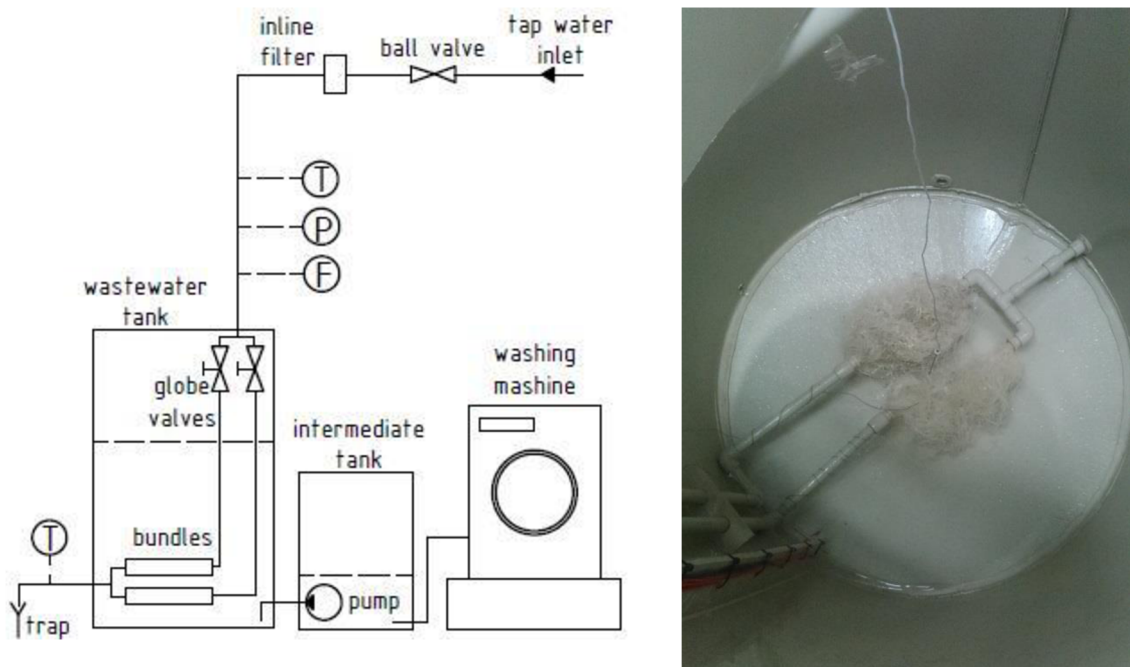 inline
filter
ball valve
tap water
inlet
T
P
F
wastewater
tank
globe
valves
washing
mashine
intermediate
tank
T
bundles
pump
trap